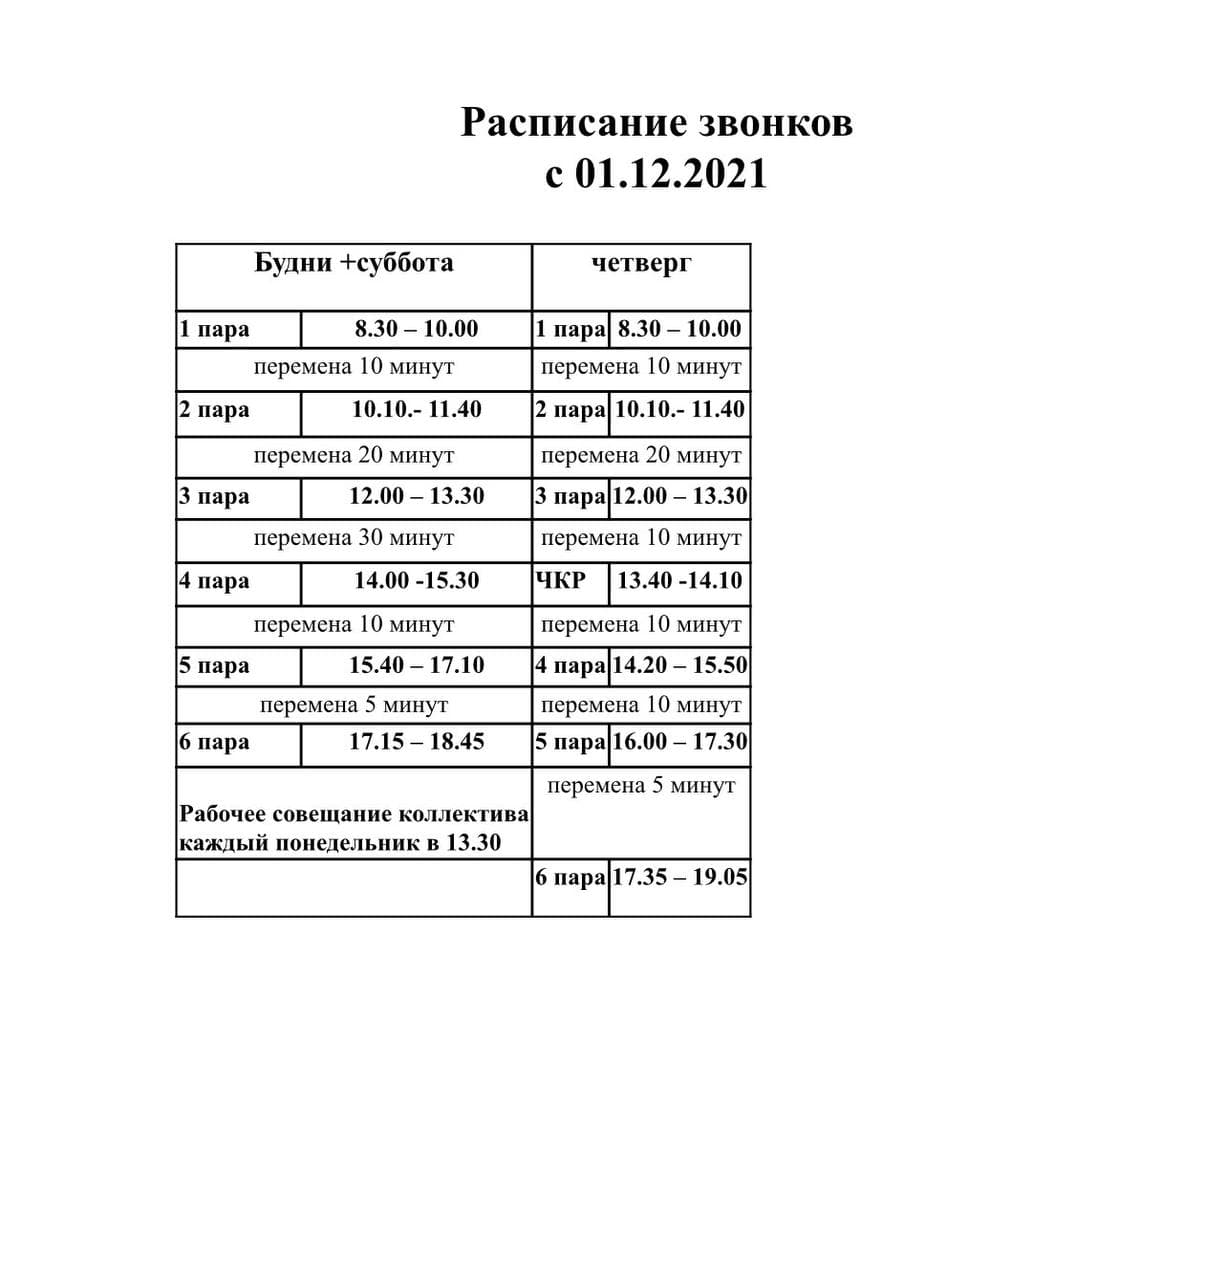 Расписание звонков
с 01.12.2021
Будни +суббота четверг
1 пара 8.30 – 10.00 1 пара 8.30 – 10.00
перемена 10 минут перемена 10 минут
2 пара 10.10.- 11.40 2 пара 10.10.- 11.40
перемена 20 минут перемена 20 минут
3 пара 12.00 – 13.30 3 пара 12.00 – 13.30
перемена 30 минут перемена 10 минут
4 пара 14.00 -15.30 ЧКР 13.40 -14.10
перемена 10 минут перемена 10 минут
5 пара 15.40 – 17.10 4 пара 14.20 – 15.50
перемена 5 минут перемена 10 минут
6 пара 17.15 – 18.45 5 пара 16.00 – 17.30
перемена 5 минут
Рабочее совещание коллектива
каждый понедельник в 13.30
6 пара 17.35 – 19.05